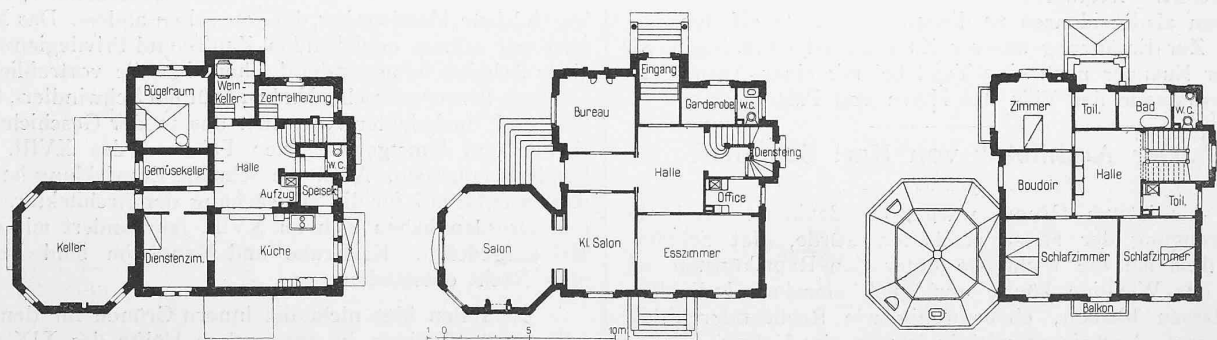 Bügelraum
Wein-
Keller
Zentralheizung
Gemüsekeller
Halle
W.C.
Aufzug
Speisek.
Keller
Dienstenzim.
Küche
Eingang
Bureau
Garderobe
W.C.
Diensteing.
Halle
Office
Salon
Kl. Salon
Esszimmer
1 0 5 10m
Zimmer
Toil.
Bad
W.C.
Boudoir
Halle
Toil.
Schlafzimmer
Schlafzimmer
Balkon